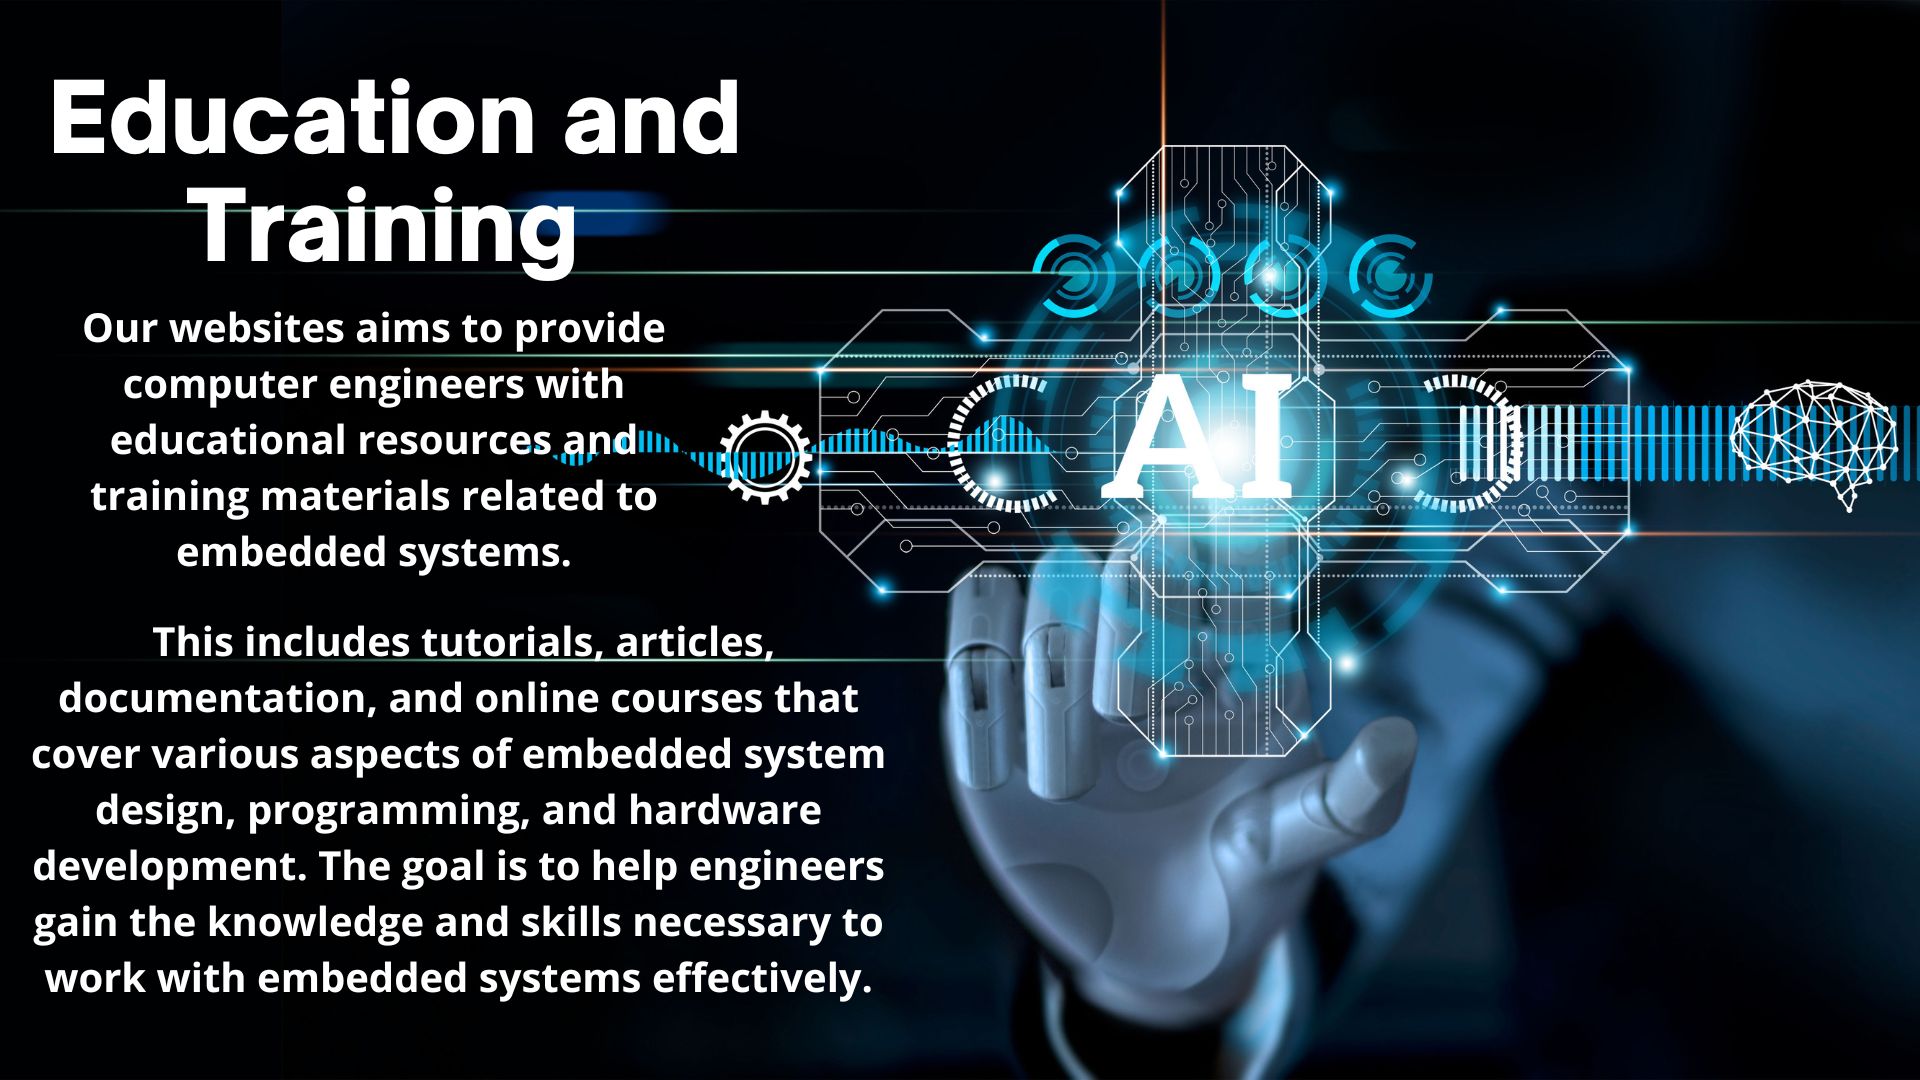 Education and
Training
Our websites aims to provide
computer engineers with
educational resources and
training materials related to
embedded systems.
This includes tutorials, articles,
documentation, and online courses that
cover various aspects of embedded system
design, programming, and hardware
development. The goal is to help engineers
gain the knowledge and skills necessary to
work with embedded systems effectively.
AI